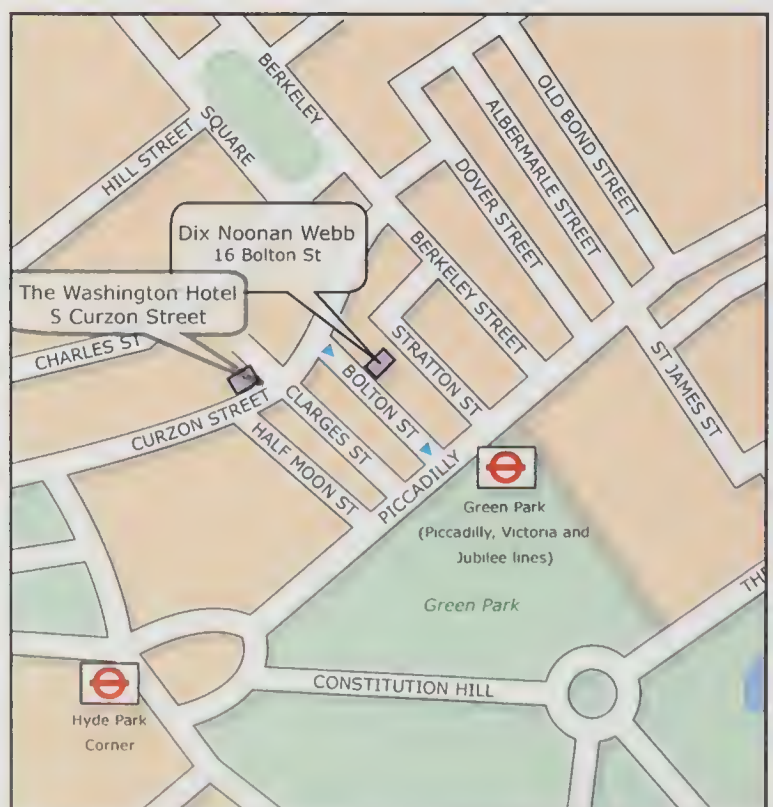 BERKELEY
SQUARE
HILL STREET
OLD BOND STREET
ALBERMARLE STREET
DOVER STREET
Dix Noonan Webb
16 Bolton St
BERKELEY STREET
The Washington Hotel
5 Curzon Street
STRATTON ST
CHARLES ST
BOLTON ST
ST JAMES ST
CLARGES ST
CURZON STREET
HALF MOON ST
PICCADILLY
Green Park
(Piccadilly, Victoria and
Jubilee lines)
Green Park
THE
CONSTITUTION HILL
Hyde Park
Corner